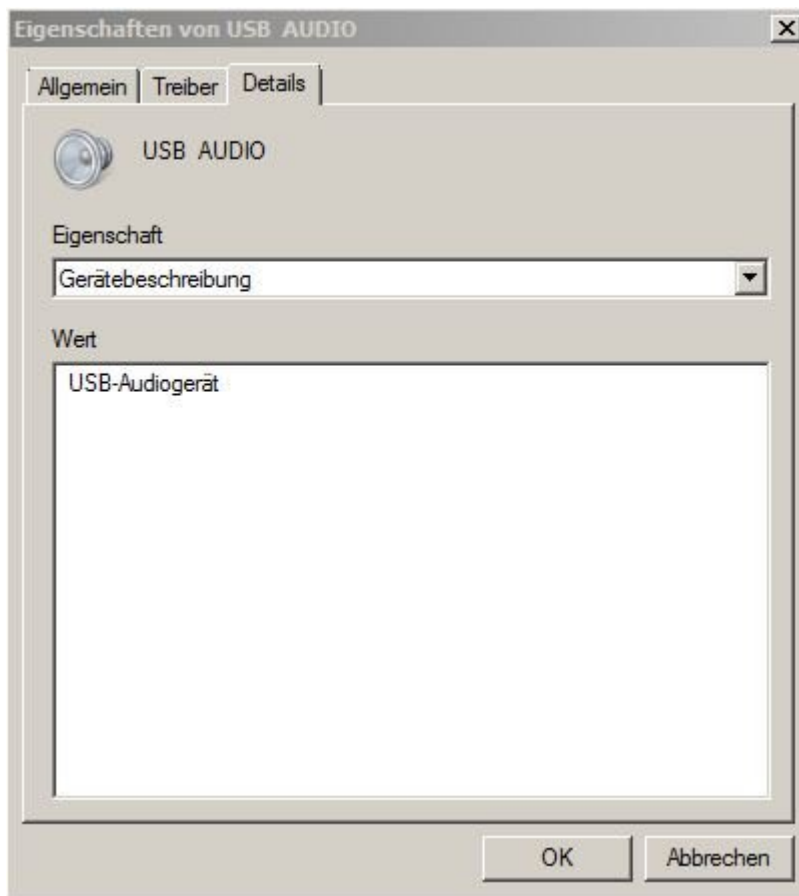 Eigenschaften von USB AUDIO
Allgemein Treiber Details
USB AUDIO
Eigenschaft
Gerätebeschreibung
Wert
USB-Audiogerät
OK Abbrechen